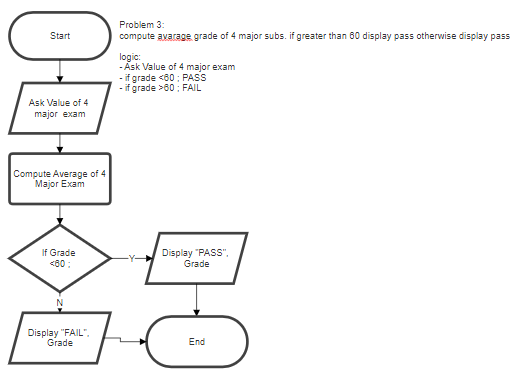 Problem 3:
compute avarage grade of 4 major subs. if greater than 60 display pass otherwise display pass
logic:
- Ask Value of 4 major exam
- if grade <60 ; PASS
- if grade >60 ; FAIL
Start
Ask Value of 4
major exam
Compute Average of 4
Major Exam
If Grade
<60 ;
Y
Display "PASS",
Grade
N
Display "FAIL",
Grade
End